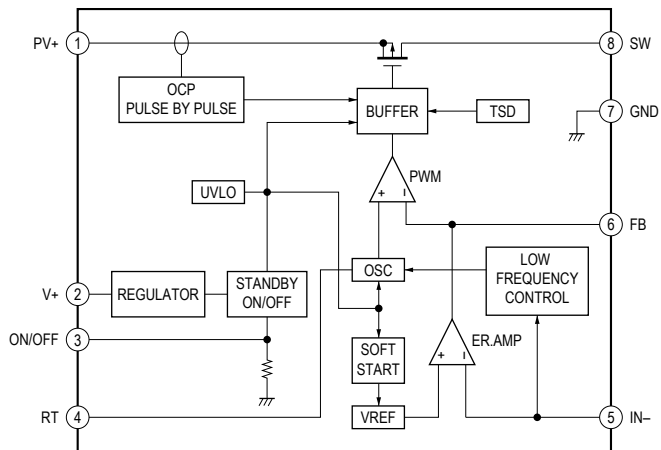 PV+ 1
8 SW
OCP
PULSE BY PULSE
BUFFER
TSD
7 GND
PWM
+ −
UVLO
6 FB
V+ 2
REGULATOR
STANDBY
ON/OFF
OSC
LOW
FREQUENCY
CONTROL
ON/OFF 3
SOFT
START
ER.AMP
+ −
RT 4
VREF
5 IN−